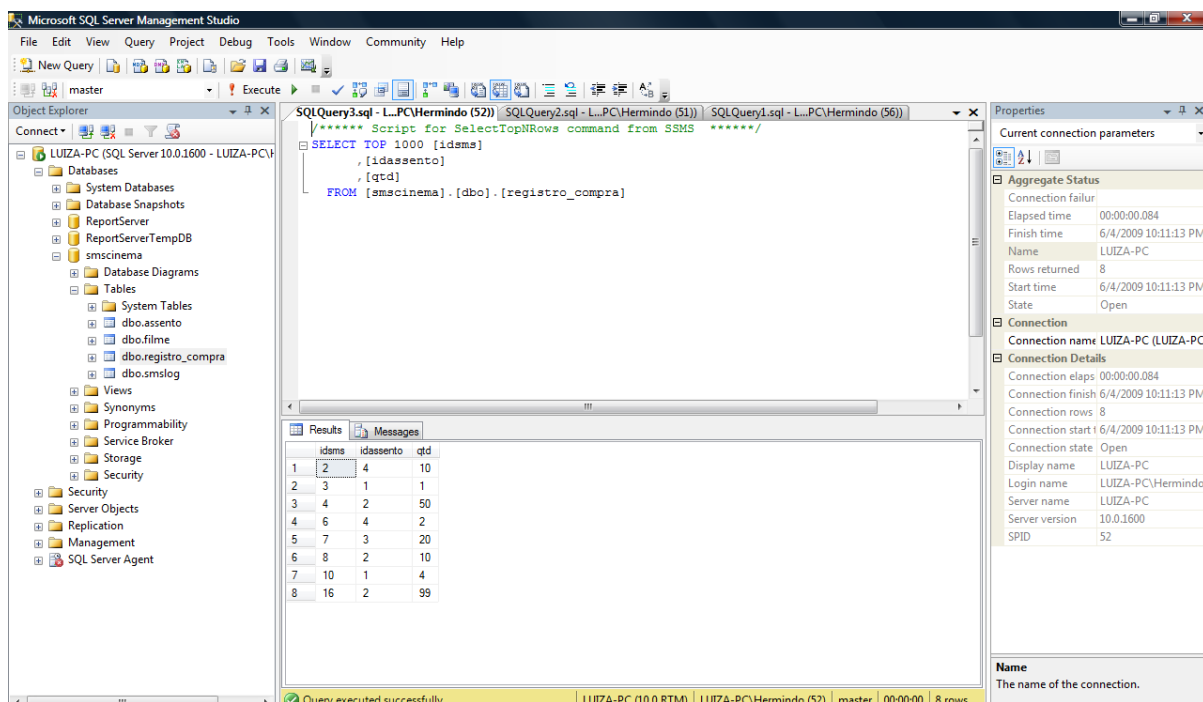 Microsoft SQL Server Management Studio
File Edit View Query Project Debug Tools Window Community Help
New Query
master Execute
Object Explorer
Connect
LUIZA-PC (SQL Server 10.0.1600 - LUIZA-PC\H
Databases
System Databases
Database Snapshots
ReportServer
ReportServerTempDB
smscinema
Database Diagrams
Tables
System Tables
dbo.assento
dbo.filme
dbo.registro_compra
dbo.smslog
Views
Synonyms
Programmability
Service Broker
Storage
Security
Security
Server Objects
Replication
Management
SQL Server Agent
SQLQuery3.sql - L...PC\Hermindo (52)) SQLQuery2.sql - L...PC\Hermindo (51)) SQLQuery1.sql - L...PC\Hermindo (56))
/****** Script for SelectTopNRows command from SSMS ******/
SELECT TOP 1000 [idsms]
,[idassento]
,[qtd]
FROM [smscinema].[dbo].[registro_compra]
Results Messages
idsms idassento qtd
1 2 4 10
2 3 1 1
3 4 2 50
4 6 4 2
5 7 3 20
6 8 2 10
7 10 1 4
8 16 2 99
Query executed successfully LUIZA-PC (10.0 RTM) LUIZA-PC\Hermindo (52) master 00:00:00 8 rows
Properties
Current connection parameters
Aggregate Status
Connection failur
Elapsed time 00:00:00.084
Finish time 6/4/2009 10:11:13 PM
Name LUIZA-PC
Rows returned 8
Start time 6/4/2009 10:11:13 PM
State Open
Connection
Connection name LUIZA-PC (LUIZA-PC
Connection Details
Connection elaps 00:00:00.084
Connection finish 6/4/2009 10:11:13 PM
Connection rows 8
Connection start t 6/4/2009 10:11:13 PM
Connection state Open
Display name LUIZA-PC
Login name LUIZA-PC\Hermindo
Server name LUIZA-PC
Server version 10.0.1600
SPID 52
Name
The name of the connection.